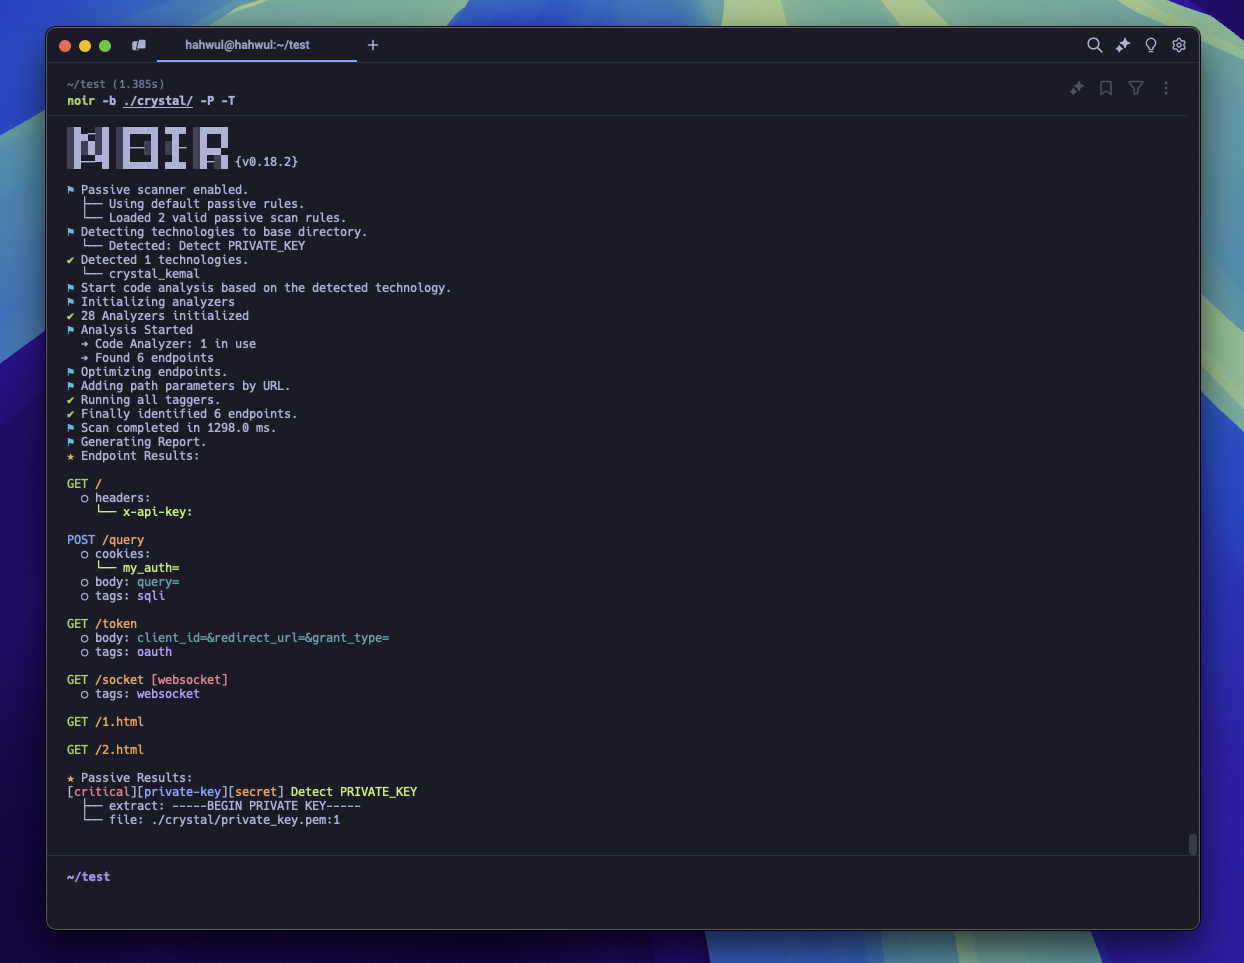 hahwul@hahwul:~/test
~/test (1.385s)
noir -b ./crystal/ -P -T
NOIR {v0.18.2}
⚑ Passive scanner enabled.
├── Using default passive rules.
└── Loaded 2 valid passive scan rules.
⚑ Detecting technologies to base directory.
└── Detected: Detect PRIVATE_KEY
✔ Detected 1 technologies.
└── crystal_kemal
⚑ Start code analysis based on the detected technology.
⚑ Initializing analyzers
✔ 28 Analyzers initialized
⚑ Analysis Started
➔ Code Analyzer: 1 in use
➔ Found 6 endpoints
⚑ Optimizing endpoints.
⚑ Adding path parameters by URL.
✔ Running all taggers.
✔ Finally identified 6 endpoints.
⚑ Scan completed in 1298.0 ms.
⚑ Generating Report.
★ Endpoint Results:
GET /
○ headers:
└── x-api-key:
POST /query
○ cookies:
└── my_auth=
○ body: query=
○ tags: sqli
GET /token
○ body: client_id=&redirect_url=&grant_type=
○ tags: oauth
GET /socket [websocket]
○ tags: websocket
GET /1.html
GET /2.html
★ Passive Results:
[critical][private-key][secret] Detect PRIVATE_KEY
├── extract: -----BEGIN PRIVATE KEY-----
└── file: ./crystal/private_key.pem:1
~/test